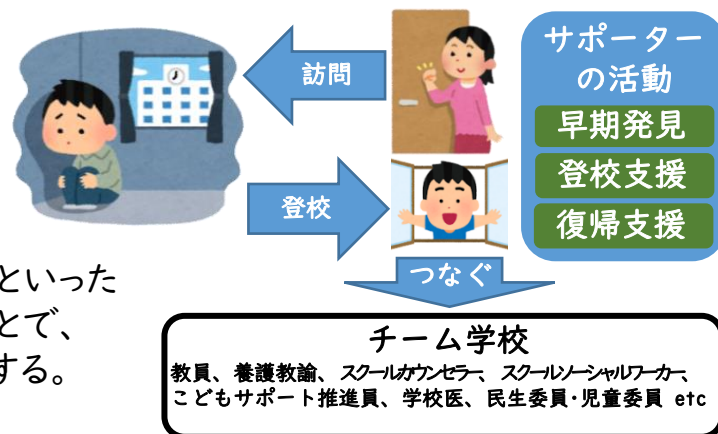 訪問
登校
サポーター
の活動
早期発見
登校支援
復帰支援
といった
とで、
する。
つなぐ
チーム学校
教員、養護教諭、スクールカウンセラー、スクールソーシャルワーカー、
こどもサポート推進員、学校医、民生委員・児童委員 etc